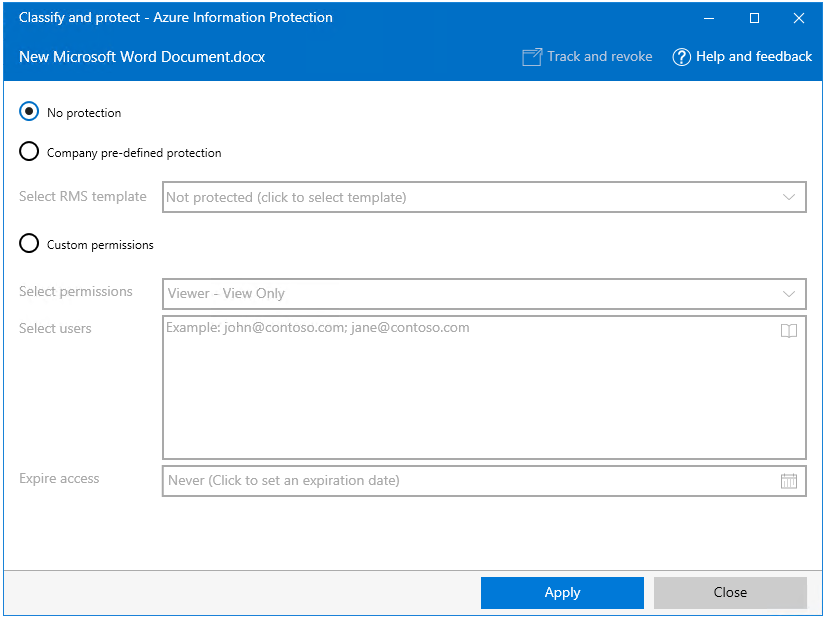 Classify and protect - Azure Information Protection
New Microsoft Word Document.docx
Track and revoke
Help and feedback
No protection
Company pre-defined protection
Select RMS template
Not protected (click to select template)
Custom permissions
Select permissions
Viewer - View Only
Select users
Example: john@contoso.com; jane@contoso.com
Expire access
Never (Click to set an expiration date)
Apply
Close